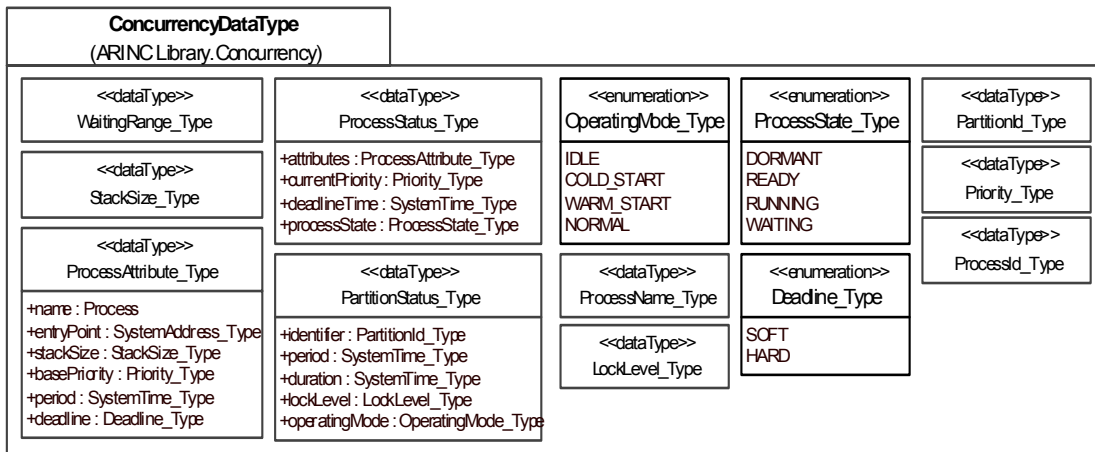 ConcurrencyDataType
(ARINC Library.Concurrency)
<<dataType>>
WaitingRange_Type
<<dataType>>
StackSize_Type
<<dataType>>
ProcessAttribute_Type
+name : Process
+entryPoint : SystemAddress_Type
+stackSize : StackSize_Type
+basePriority : Priority_Type
+period : SystemTime_Type
+deadline : Deadline_Type
<<dataType>>
ProcessStatus_Type
+attributes : ProcessAttribute_Type
+currentPriority : Priority_Type
+deadlineTime : SystemTime_Type
+processState : ProcessState_Type
<<dataType>>
PartitionStatus_Type
+identifier : PartitionId_Type
+period : SystemTime_Type
+duration : SystemTime_Type
+lockLevel : LockLevel_Type
+operatingMode : OperatingMode_Type
<<enumeration>>
OperatingMode_Type
IDLE
COLD_START
WARM_START
NORMAL
<<dataType>>
ProcessName_Type
<<dataType>>
LockLevel_Type
<<enumeration>>
ProcessState_Type
DORMANT
READY
RUNNING
WAITING
<<enumeration>>
Deadline_Type
SOFT
HARD
<<dataType>>
PartitionId_Type
<<dataType>>
Priority_Type
<<dataType>>
ProcessId_Type